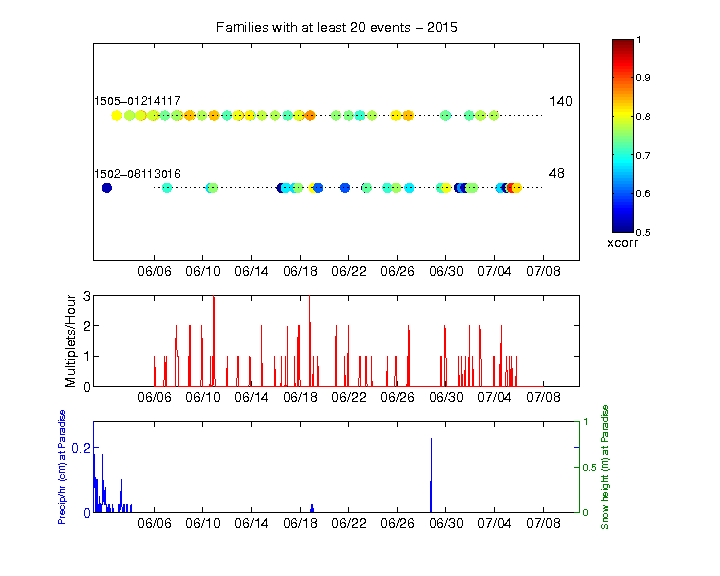 Families with at least 20 events – 2015
1505–01214117
140
1502–08113016
48
06/06 06/10 06/14 06/18 06/22 06/26 06/30 07/04 07/08
1
0.9
0.8
0.7
0.6
0.5
xcorr
Multiplets/Hour
3
2
1
0
06/06 06/10 06/14 06/18 06/22 06/26 06/30 07/04 07/08
Precip/hr (cm) at Paradise
0.2
0
1
0.5
0
Snow height (m) at Paradise
06/06 06/10 06/14 06/18 06/22 06/26 06/30 07/04 07/08